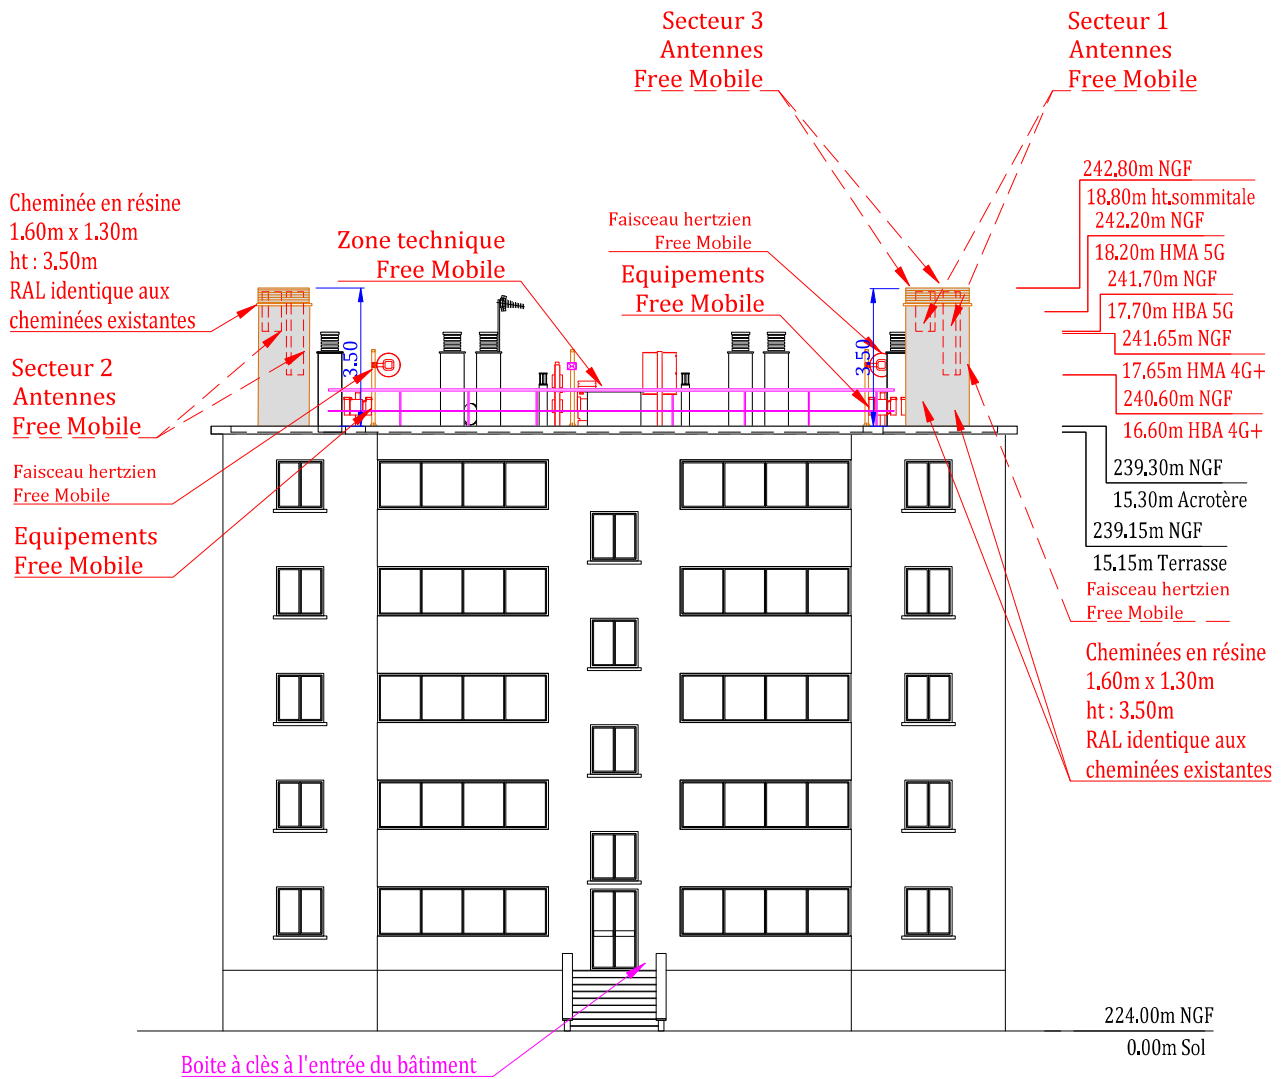 Secteur 3
Antennes
Free Mobile
Secteur 1
Antennes
Free Mobile
Cheminée en résine
1.60m x 1.30m
ht : 3.50m
RAL identique aux
cheminées existantes
Zone technique
Free Mobile
Faisceau hertzien
Free Mobile
Equipements
Free Mobile
242.80m NGF
18.80m ht.sommitale
242.20m NGF
18.20m HMA 5G
241.70m NGF
17.70m HBA 5G
241.65m NGF
17.65m HMA 4G+
240.60m NGF
16.60m HBA 4G+
239.30m NGF
15.30m Acrotère
239.15m NGF
15.15m Terrasse
3.50
3.50
Secteur 2
Antennes
Free Mobile
Faisceau hertzien
Free Mobile
Equipements
Free Mobile
Faisceau hertzien
Free Mobile
Cheminées en résine
1.60m x 1.30m
ht : 3.50m
RAL identique aux
cheminées existantes
224.00m NGF
0.00m Sol
Boite à clès à l'entrée du bâtiment